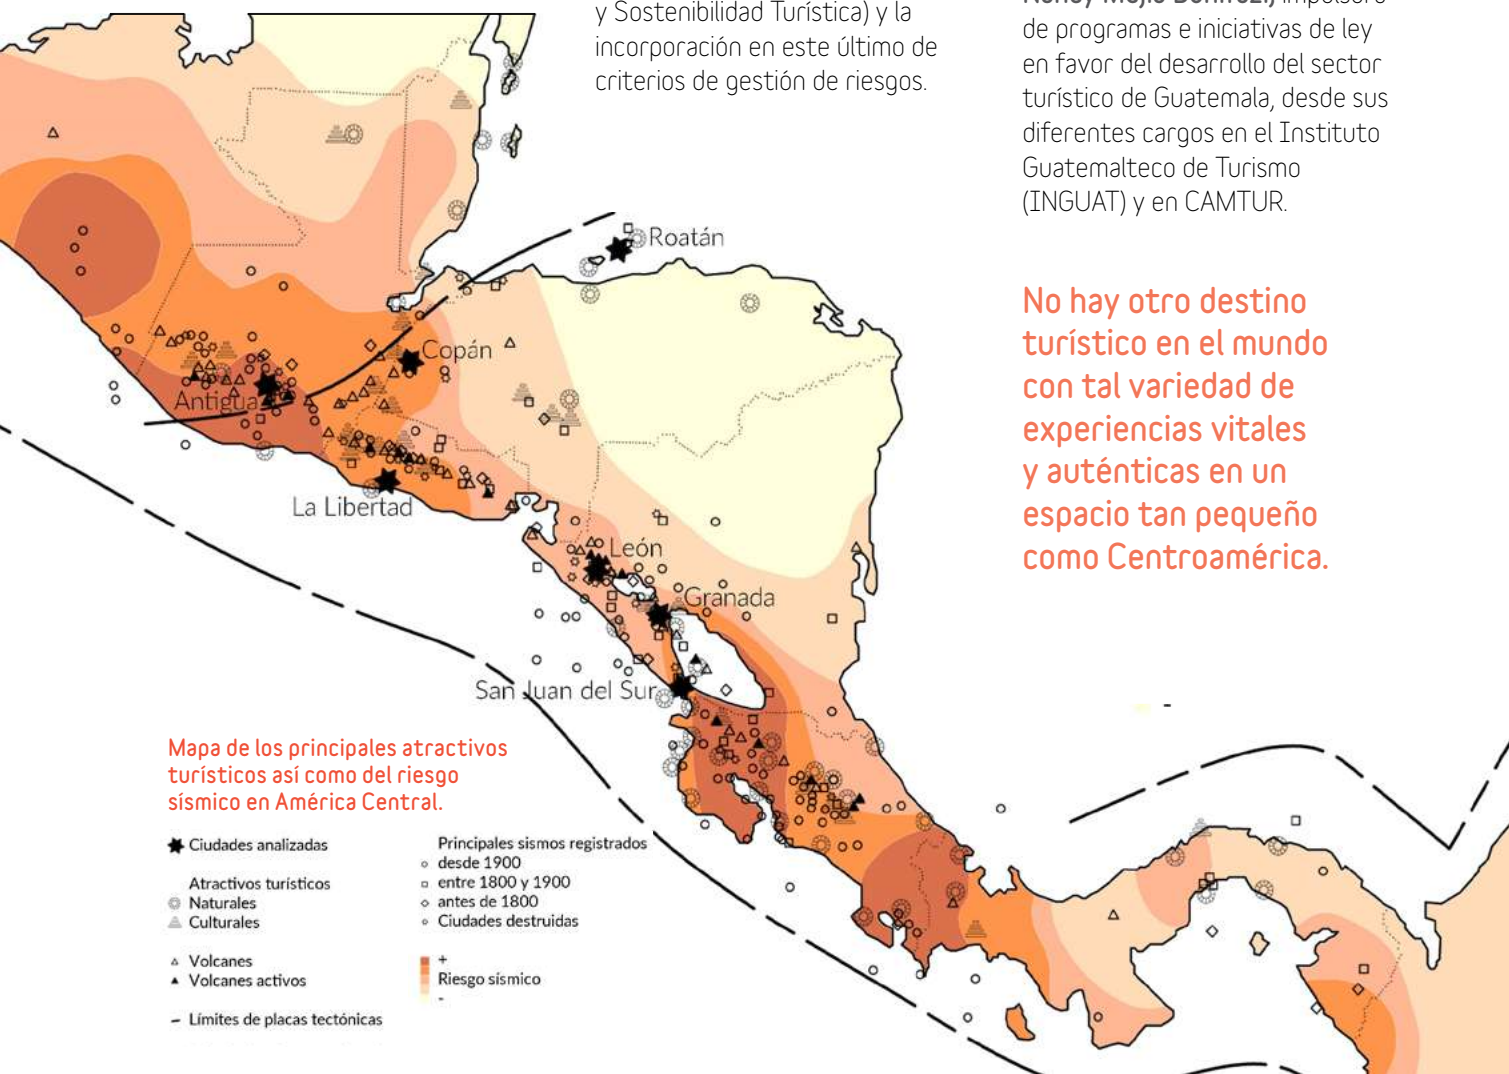 y Sostenibilidad Turística) y la
incorporación en este último de
criterios de gestión de riesgos.
impulsora
de programas e iniciativas de ley
en favor del desarrollo del sector
turístico de Guatemala, desde sus
diferentes cargos en el Instituto
Guatemalteco de Turismo
(INGUAT) y en CAMTUR.
No hay otro destino
turístico en el mundo
con tal variedad de
experiencias vitales
y auténticas en un
espacio tan pequeño
como Centroamérica.
Roatán
Copán
Antigua
La Libertad
León
Granada
San Juan del Sur
Mapa de los principales atractivos
turísticos así como del riesgo
sísmico en América Central.
Ciudades analizadas
Atractivos turísticos
Naturales
Culturales
Volcanes
Volcanes activos
Límites de placas tectónicas
Principales sismos registrados
desde 1900
entre 1800 y 1900
antes de 1800
Ciudades destruidas
+
Riesgo sísmico
-
-